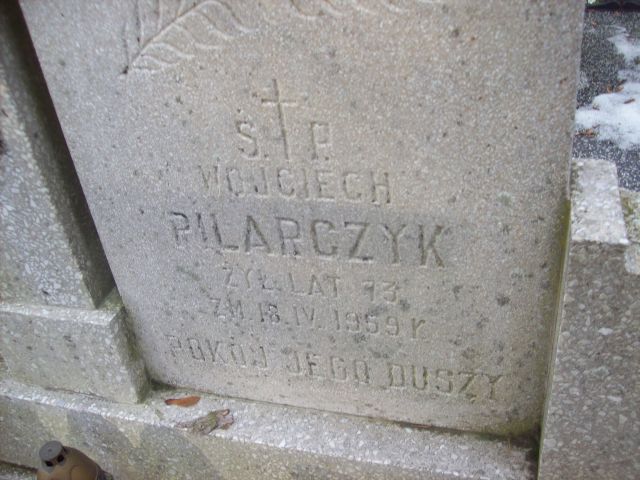 Ś. P.
WOJCIECH
PILARCZYK
ŻYŁ LAT 73
ZM. 18.IV.1959 r
POKÓJ JEGO DUSZY